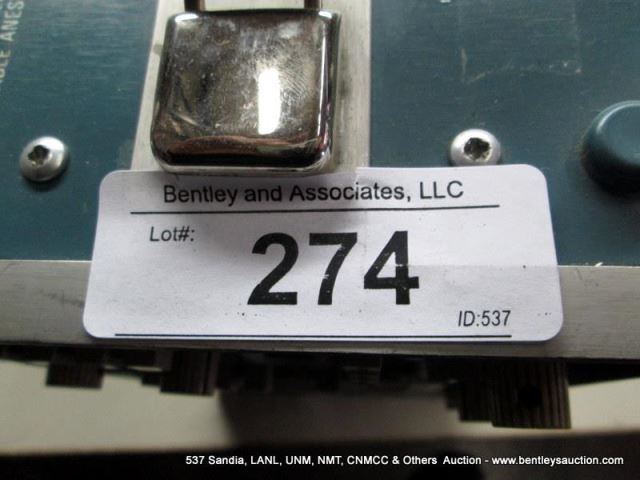 Bentley and Associates, LLC
Lot#:
274
ID:537
537 Sandia, LANL, UNM, NMT, CNMCC & Others Auction - www.bentleysauction.com